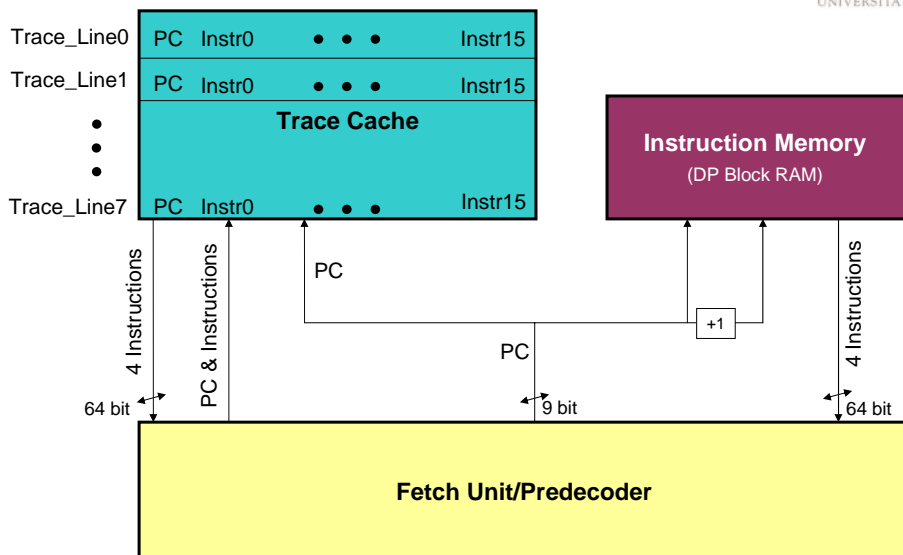 UNIVERSITA
Trace_Line0 PC Instr0 • • • Instr15
Trace_Line1 PC Instr0 • • • Instr15
Trace Cache
Instruction Memory
(DP Block RAM)
Trace_Line7 PC Instr0 • • • Instr15
4 Instructions
PC & Instructions
PC
+1
4 Instructions
PC
64 bit
9 bit
64 bit
Fetch Unit/Predecoder